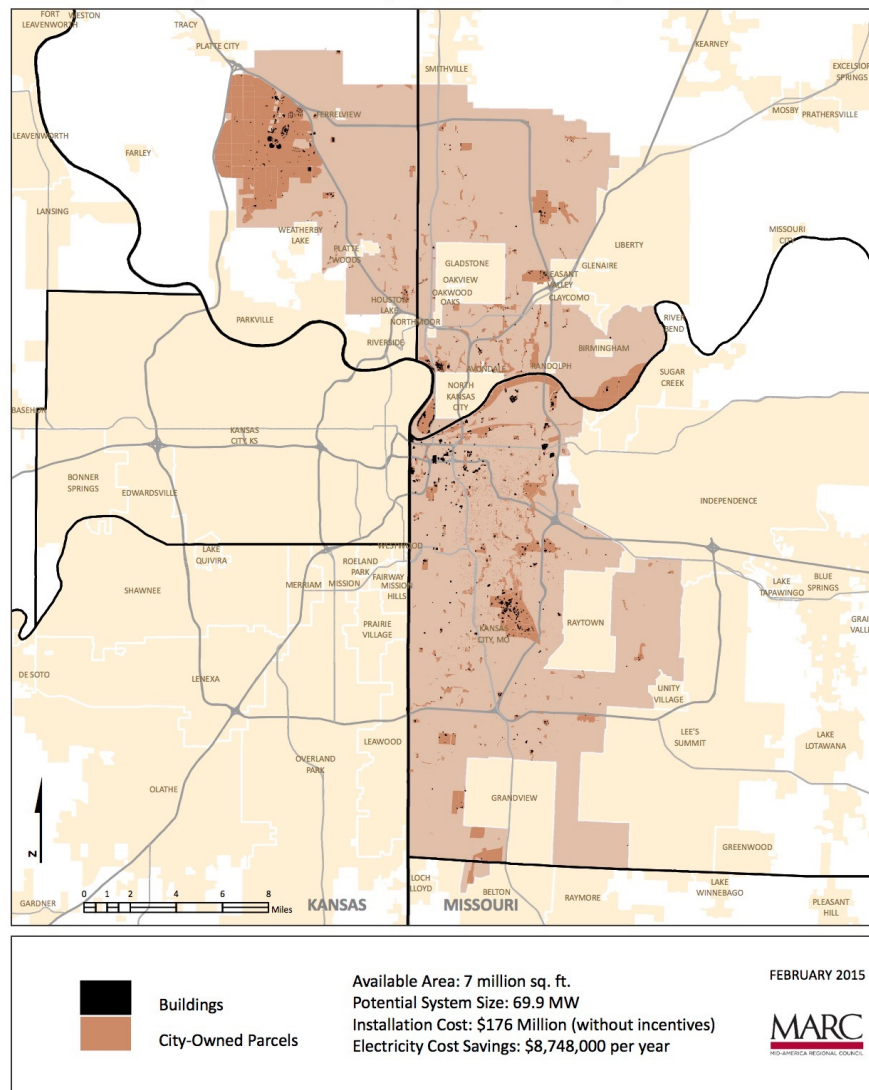 FORT
LEAVENWORTH
WESTON
TRACY
PLATTE CITY
SMITHVILLE
KEARNEY
EXCELSIOR
SPRINGS
MOSBY
PRATHERSVILLE
FERRELVIEW
LEAVENWORTH
FARLEY
LANSING
WEATHERBY
LAKE
PLATTE
WOODS
GLADSTONE
OAKVIEW
OAKWOOD
OAKS
LIBERTY
GLENAIRE
EASANT
VALLEY
CLAYCOMO
MISSOURI
CITY
HOUSTON
LAKE
NORTHMOOR
PARKVILLE
RIVERSIDE
RIVER
BEND
BIRMINGHAM
AVONDALE
RANDOLPH
SUGAR
CREEK
NORTH
KANSAS
CITY
BASEHOR
KANSAS
CITY, KS
BONNER
SPRINGS
EDWARDSVILLE
INDEPENDENCE
LAKE
QUIVIRA
WESTWOOD
ROELAND
PARK
MERRIAM
MISSION
FAIRWAY
MISSION
HILLS
SHAWNEE
LAKE
TAPAWINGO
BLUE
SPRINGS
GRAI
VALLE
PRAIRIE
VILLAGE
KANSAS
CITY, MO
RAYTOWN
DE SOTO
LENEXA
UNITY
VILLAGE
LEAWOOD
LEE'S
SUMMIT
LAKE
LOTAWANA
OVERLAND
PARK
OLATHE
GRANDVIEW
GREENWOOD
N
LOCH
LLOYD
BELTON
RAYMORE
LAKE
WINNEBAGO
PLEASANT
HILL
GARDNER
0 1 2 4 6 8
Miles
KANSAS MISSOURI
Buildings
City-Owned Parcels
Available Area: 7 million sq. ft.
Potential System Size: 69.9 MW
Installation Cost: $176 Million (without incentives)
Electricity Cost Savings: $8,748,000 per year
FEBRUARY 2015
MARC
MID-AMERICA REGIONAL COUNCIL